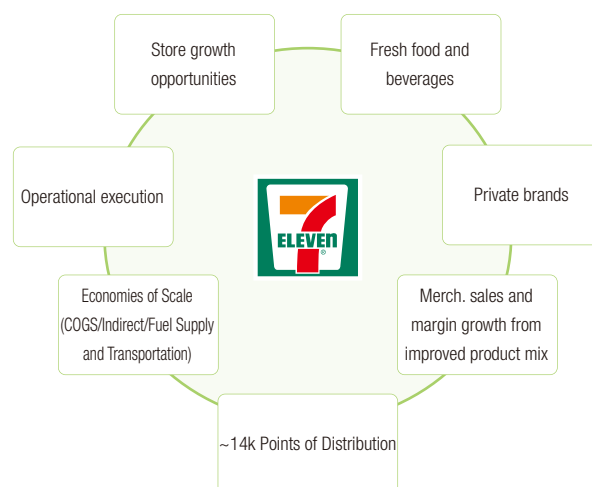 Store growth
opportunities
Fresh food and
beverages
Operational execution
Private brands
7
ELEVEN
®
Economies of Scale
(COGS/Indirect/Fuel Supply
and Transportation)
Merch. sales and
margin growth from
improved product mix
~14k Points of Distribution